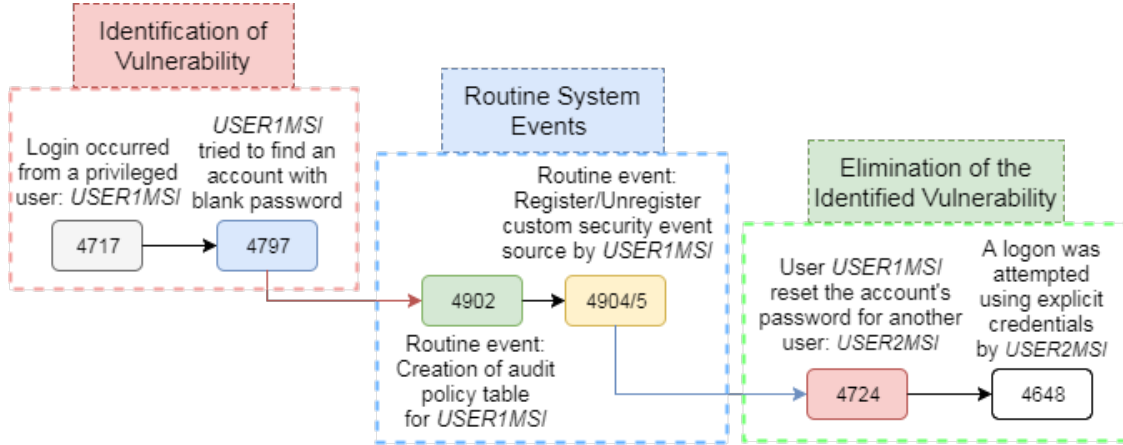 Identification of
Vulnerability
Login occurred
from a privileged
user: USER1MSI
4717
USER1MSI
tried to find an
account with
blank password
4797
Routine System
Events
4902
Routine event:
Creation of audit
policy table
for USER1MSI
Routine event:
Register/Unregister
custom security event
source by USER1MSI
4904/5
Elimination of the
Identified Vulnerability
User USER1MSI
reset the account's
password for another
user: USER2MSI
4724
A logon was
attempted
using explicit
credentials
by USER2MSI
4648